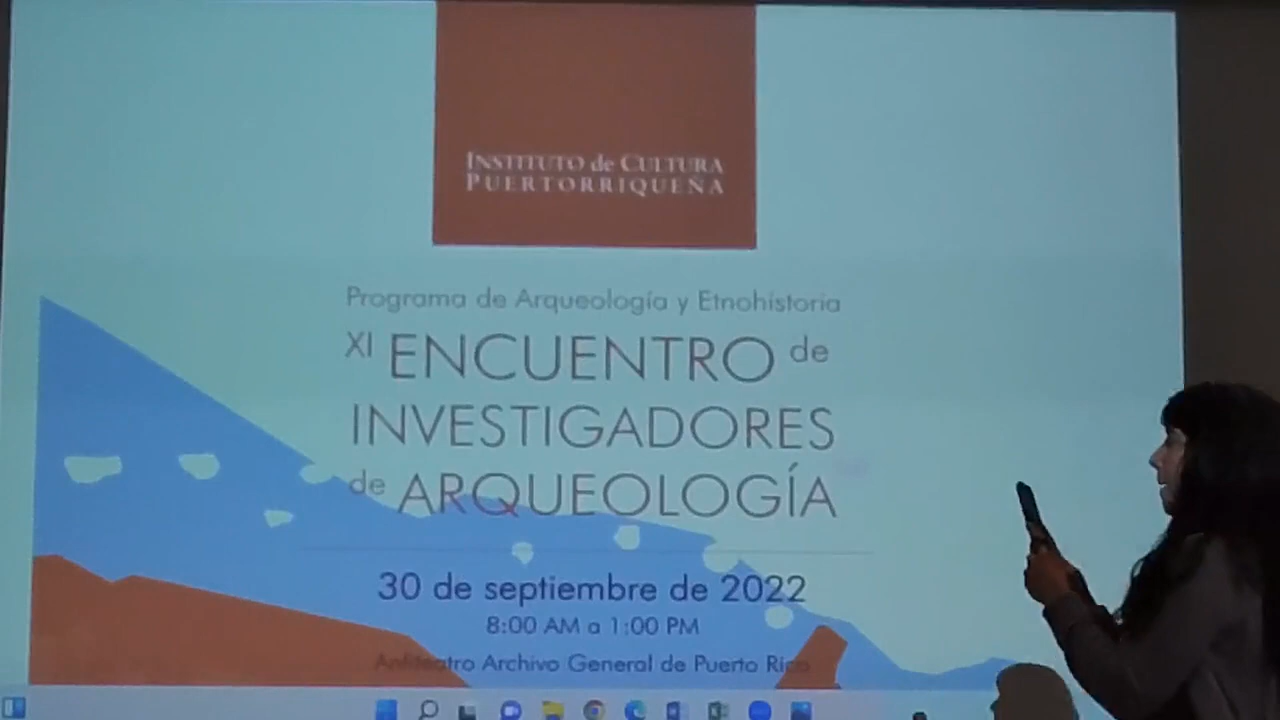 INSTITUTO de CULTURA
PUERTORRIQUEÑA
Programa de Arqueología y Etnohistoria
XI ENCUENTRO de
INVESTIGADORES
de ARQUEOLOGÍA
30 de septiembre de 2022
8:00 AM a 1:00 PM
Anfiteatro Archivo General de Puerto Rico